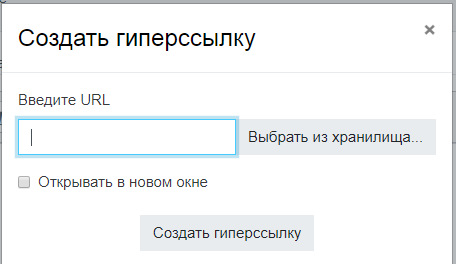 Создать гиперссылку
×
Введите URL
Выбрать из хранилища...
Открывать в новом окне
Создать гиперссылку